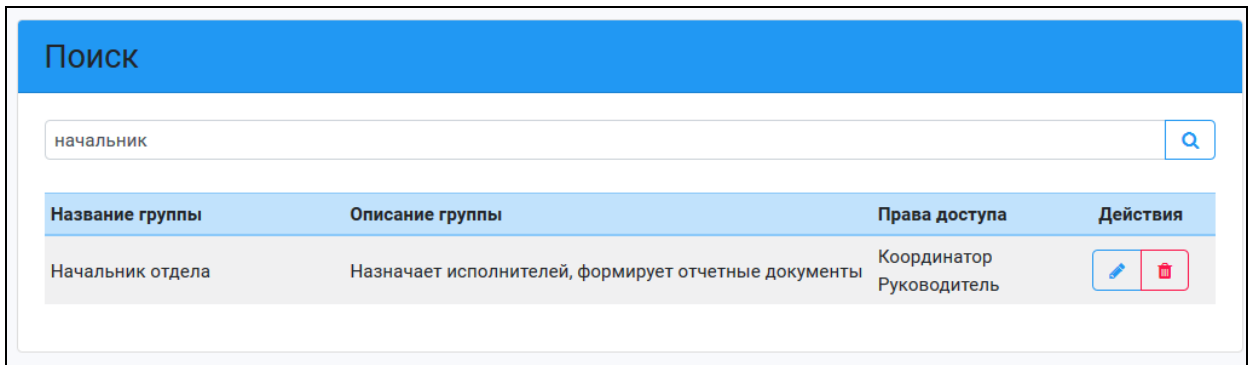 Поиск
начальник
Название группы Описание группы Права доступа Действия
Начальник отдела Назначает исполнителей, формирует отчетные документы Координатор
Руководитель